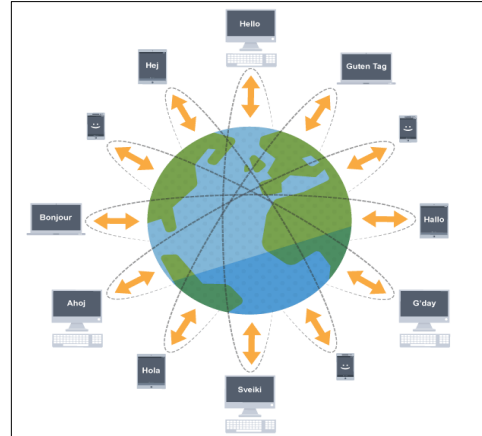 Hello
Hej
Guten Tag
:)
:)
Bonjour
Hallo
Ahoj
G'day
Hola
:)
Sveiki